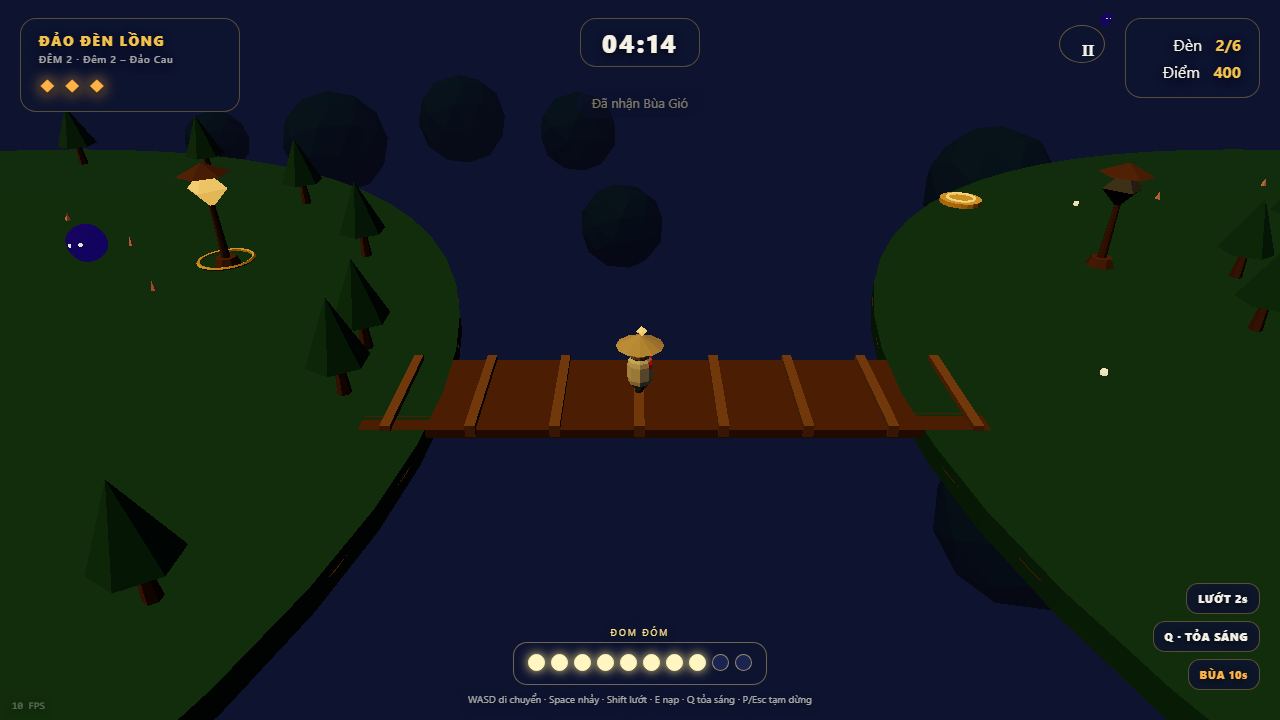 ĐẢO ĐÈN LỒNG
ĐÊM 2 · Đêm 2 – Đảo Cau
04:14
Đã nhận Bùa Gió
II
Đèn 2/6
Điểm 400
LƯỚT 2s
Q · TỎA SÁNG
BÙA 10s
ĐOM ĐÓM
WASD di chuyển · Space nhảy · Shift lướt · E nạp · Q tỏa sáng · P/Esc tạm dừng
10 FPS